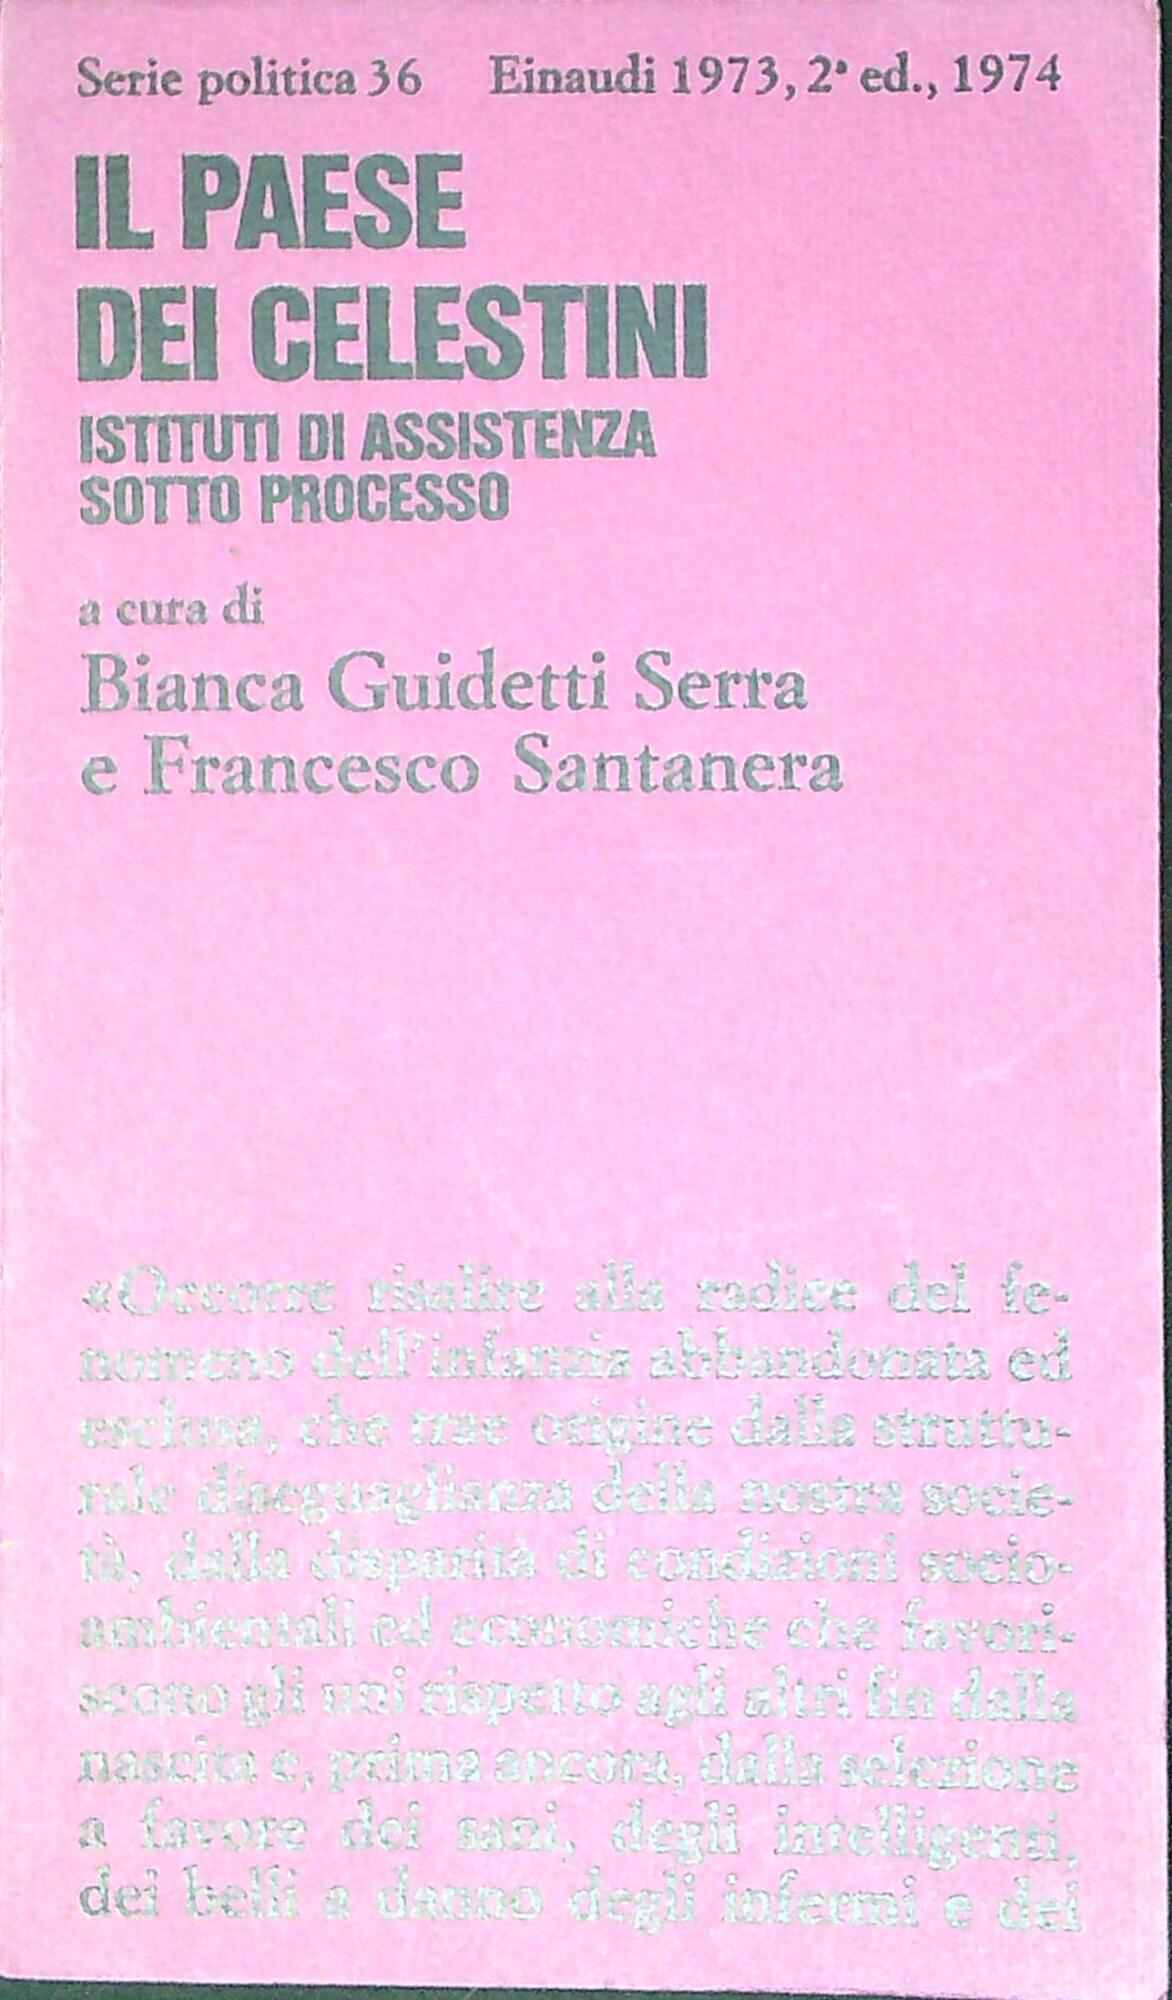 Serie politica 36 Einaudi 1973, 2ª ed., 1974
IL PAESE
DEI CELESTINI
ISTITUTI DI ASSISTENZA
SOTTO PROCESSO
a cura di
Bianca Guidetti Serra
e Francesco Santanera
«Occorre risalire alla radice del fe-
nomeno dell'infanzia abbandonata ed
esclusa, che trae origine dalla struttu-
rale diseguaglianza della nostra socie-
tà, dalla disparità di condizioni socio-
ambientali ed economiche che favori-
scono gli uni rispetto agli altri fin dalla
nascita e, prima ancora, dalla selezione
a favore dei sani, degli intelligenti,
dei belli a danno degli infermi e dei